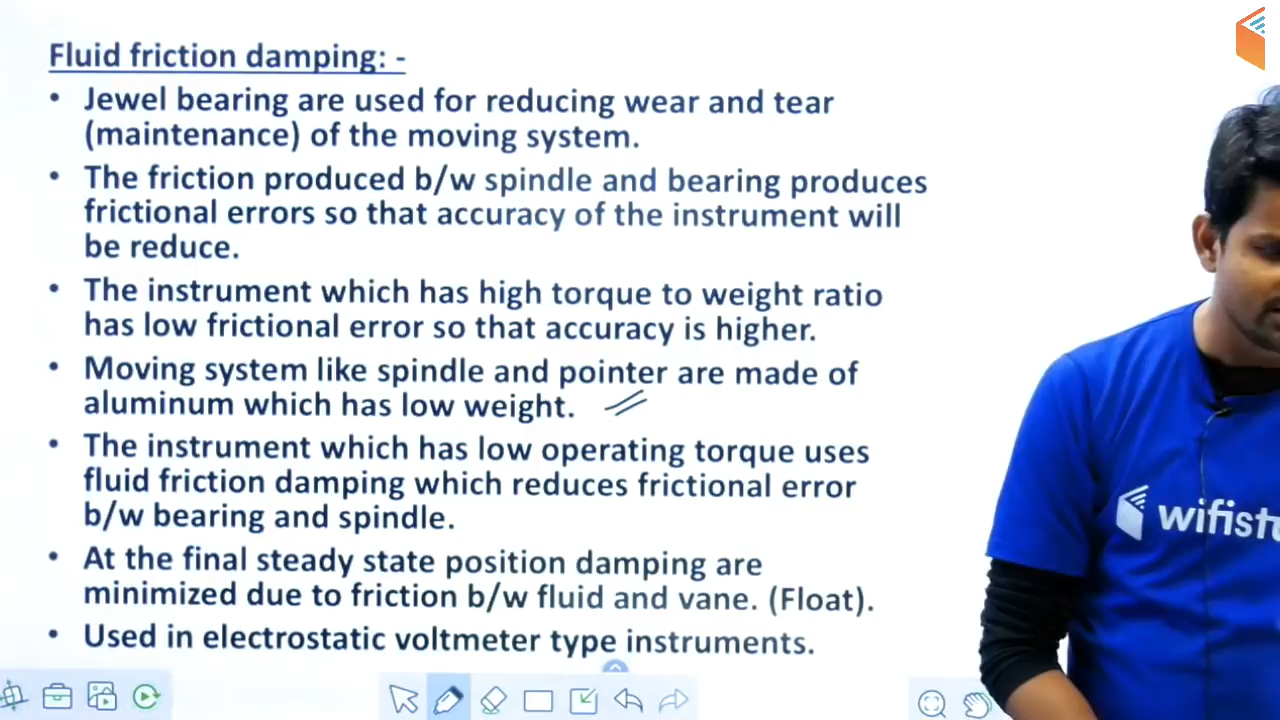 Fluid friction damping: -
• Jewel bearing are used for reducing wear and tear
(maintenance) of the moving system.
• The friction produced b/w spindle and bearing produces
frictional errors so that accuracy of the instrument will
be reduce.
• The instrument which has high torque to weight ratio
has low frictional error so that accuracy is higher.
• Moving system like spindle and pointer are made of
aluminum which has low weight.
• The instrument which has low operating torque uses
fluid friction damping which reduces frictional error
b/w bearing and spindle.
• At the final steady state position damping are
minimized due to friction b/w fluid and vane. (Float).
• Used in electrostatic voltmeter type instruments.
wifistu